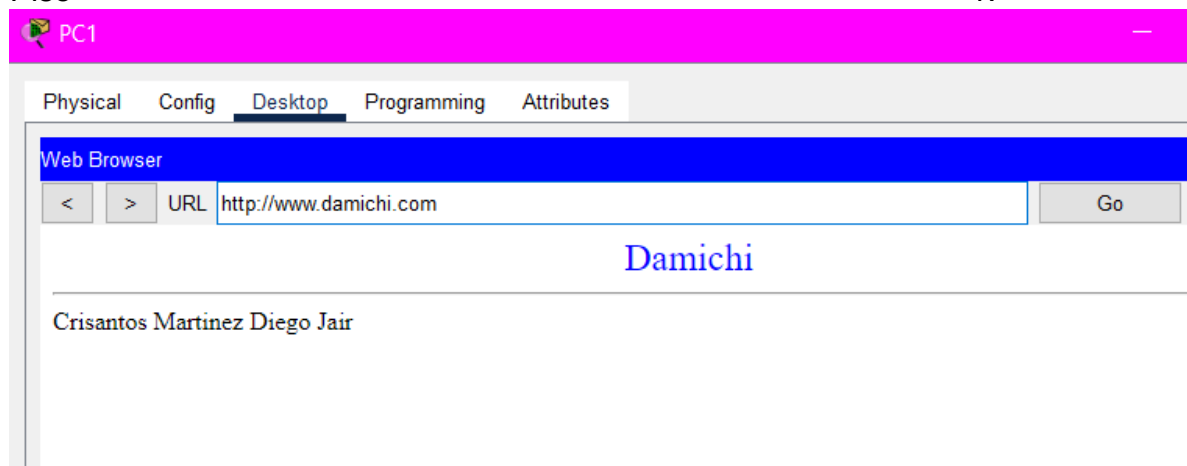 PC1
Physical Config Desktop Programming Attributes
Web Browser
< > URL http://www.damichi.com Go
Damichi
Crisantos Martinez Diego Jair